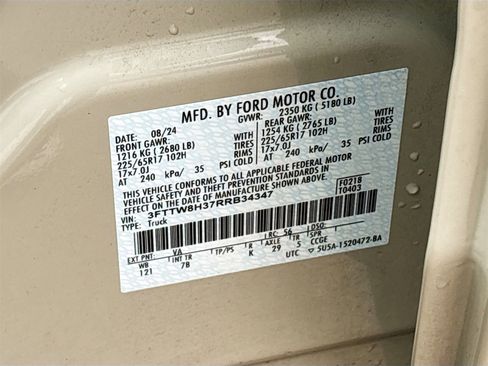 MFD. BY FORD MOTOR CO.
DATE: 08/24 GVWR: 2350 KG ( 5180 LB)
FRONT GAWR: WITH REAR GAWR: WITH
1216 KG ( 2680 LB) TIRES 1254 KG ( 2765 LB) TIRES
225/65R17 102H RIMS 225/65R17 102H RIMS
17x7.0J 17x7.0J
AT 240 kPa/ 35 PSI COLD AT 240 kPa/ 35 PSI COLD
THIS VEHICLE CONFORMS TO ALL APPLICABLE FEDERAL MOTOR
VEHICLE SAFETY AND THEFT PREVENTION STANDARDS IN
EFFECT ON THE DATE OF MANUFACTURE SHOWN ABOVE.
VIN: 3FTTW8H37RRB34347 F0218
TYPE: Truck T0403
EXT PNT: VA RC: 56 DSO:
WB INT TR TP/PS R AXLE TR SPR
121 7B K 29 5 CCGE
UTC 5U5A-1520472-BA